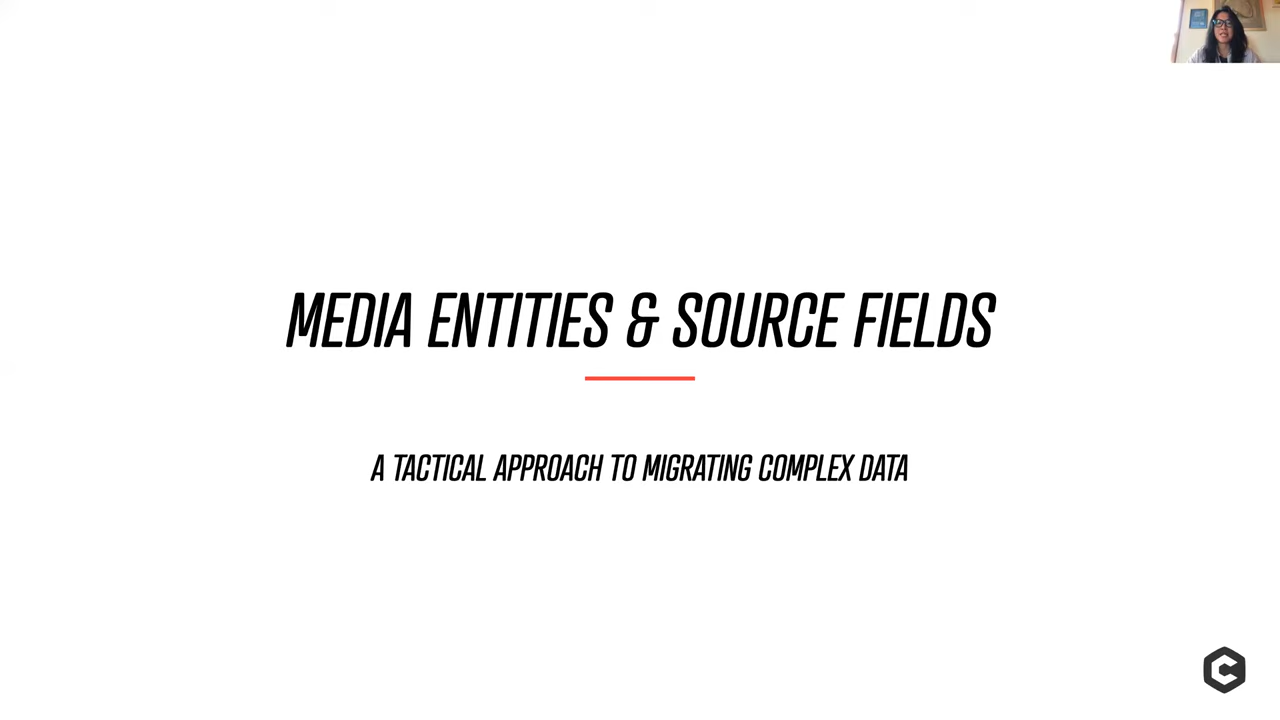 MEDIA ENTITIES & SOURCE FIELDS
A TACTICAL APPROACH TO MIGRATING COMPLEX DATA